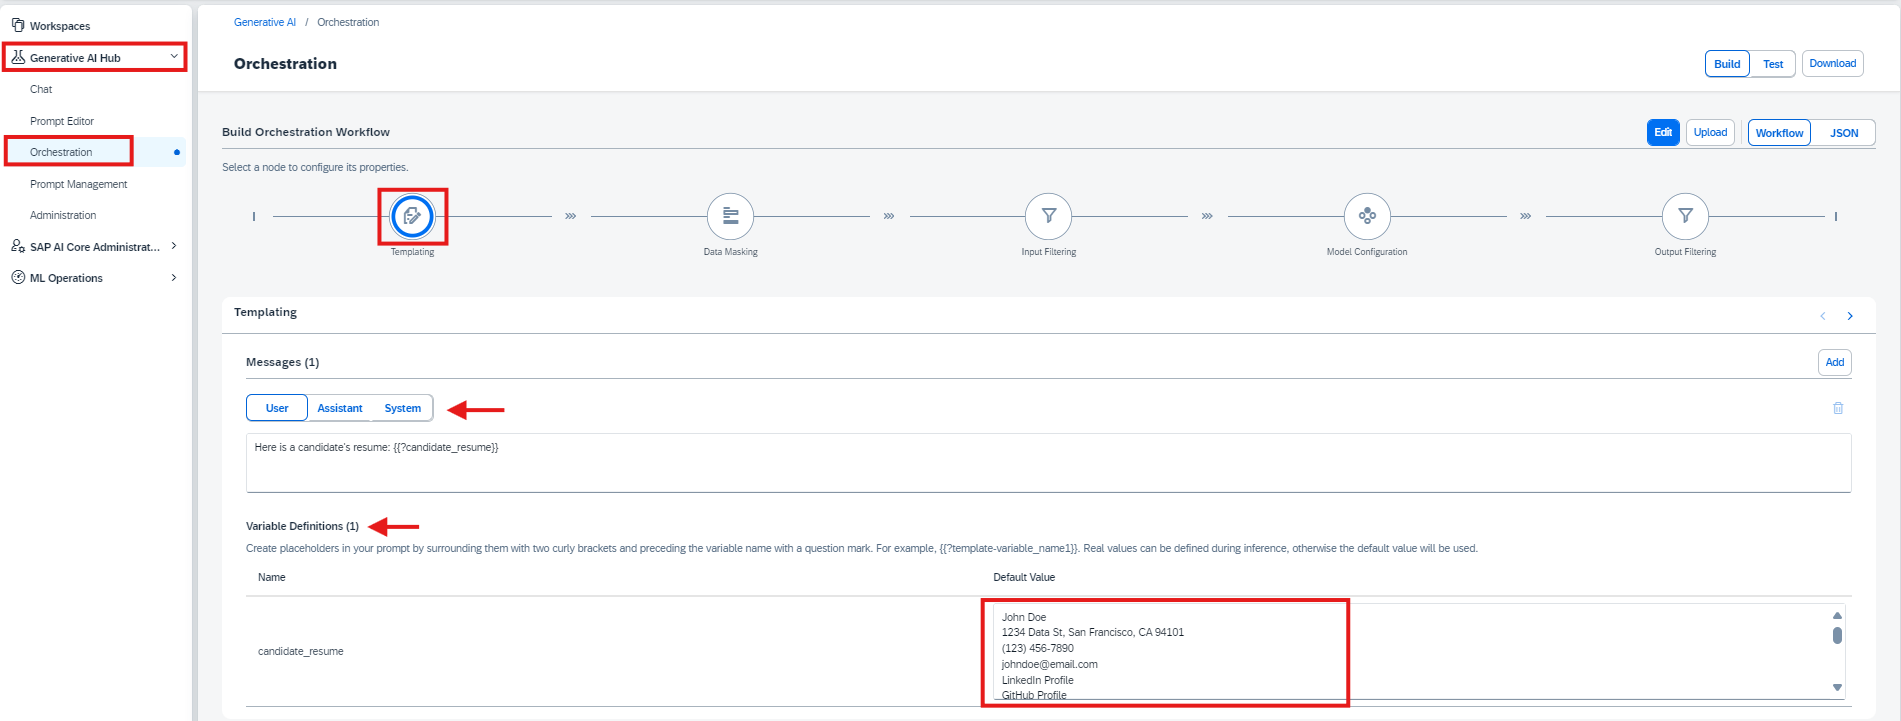 Workspaces
Generative AI Hub
Chat
Prompt Editor
Orchestration
Prompt Management
Administration
SAP AI Core Administrat...
ML Operations
Generative AI / Orchestration
Orchestration
Build Test Download
Build Orchestration Workflow
Edit Upload Workflow JSON
Select a node to configure its properties.
Templating Data Masking Input Filtering Model Configuration Output Filtering
Templating
Messages (1)
Add
User Assistant System
Here is a candidate's resume: {{?candidate_resume}}
Variable Definitions (1)
Create placeholders in your prompt by surrounding them with two curly brackets and preceding the variable name with a question mark. For example, {{?template-variable_name1}}. Real values can be defined during inference, otherwise the default value will be used.
Name Default Value
candidate_resume
John Doe
1234 Data St, San Francisco, CA 94101
(123) 456-7890
johndoe@email.com
LinkedIn Profile
GitHub Profile